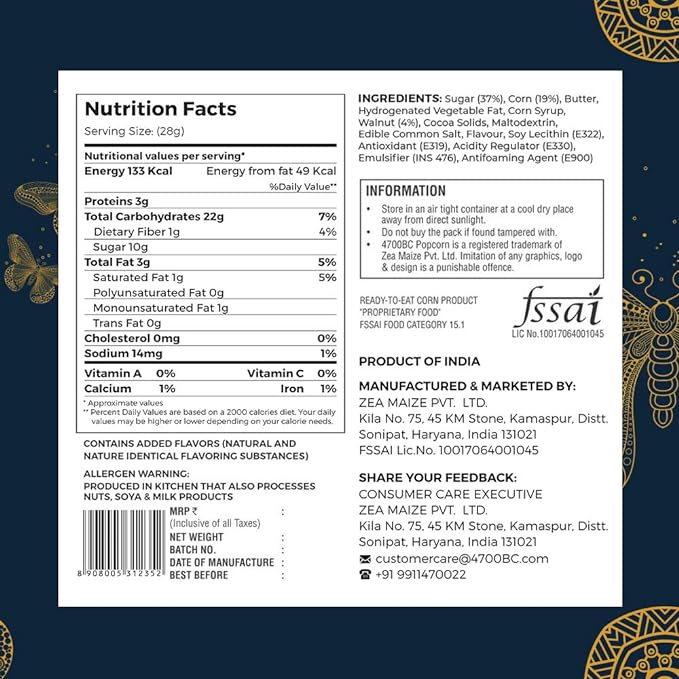 Nutrition Facts
Serving Size: (28g)
Nutritional values per serving*
Energy 133 Kcal Energy from fat 49 Kcal
%Daily Value**
Proteins 3g
Total Carbohydrates 22g 7%
Dietary Fiber 1g 4%
Sugar 10g
Total Fat 3g 5%
Saturated Fat 1g 5%
Polyunsaturated Fat 0g
Monounsaturated Fat 1g
Trans Fat 0g
Cholesterol 0mg 0%
Sodium 14mg 1%
Vitamin A 0% Vitamin C 0%
Calcium 1% Iron 1%
* Approximate values
** Percent Daily Values are based on a 2000 calories diet. Your daily
values may be higher or lower depending on your calorie needs.
CONTAINS ADDED FLAVORS (NATURAL AND
NATURE IDENTICAL FLAVORING SUBSTANCES)
ALLERGEN WARNING:
PRODUCED IN KITCHEN THAT ALSO PROCESSES
NUTS, SOYA & MILK PRODUCTS
MRP ₹ :
(Inclusive of all Taxes)
NET WEIGHT :
BATCH NO. :
DATE OF MANUFACTURE :
BEST BEFORE :
8 908005 312352
INGREDIENTS: Sugar (37%), Corn (19%), Butter,
Hydrogenated Vegetable Fat, Corn Syrup,
Walnut (4%), Cocoa Solids, Maltodextrin,
Edible Common Salt, Flavour, Soy Lecithin (E322),
Antioxidant (E319), Acidity Regulator (E330),
Emulsifier (INS 476), Antifoaming Agent (E900)
INFORMATION
• Store in an air tight container at a cool dry place
away from direct sunlight.
• Do not buy the pack if found tampered with.
• 4700BC Popcorn is a registered trademark of
Zea Maize Pvt. Ltd. Imitation of any graphics, logo
& design is a punishable offence.
READY-TO-EAT CORN PRODUCT
"PROPRIETARY FOOD"
FSSAI FOOD CATEGORY 15.1
fssai
LIC No.10017064001045
PRODUCT OF INDIA
MANUFACTURED & MARKETED BY:
ZEA MAIZE PVT. LTD.
Kila No. 75, 45 KM Stone, Kamaspur, Distt.
Sonipat, Haryana, India 131021
FSSAI Lic.No. 10017064001045
SHARE YOUR FEEDBACK:
CONSUMER CARE EXECUTIVE
ZEA MAIZE PVT. LTD.
Kila No. 75, 45 KM Stone, Kamaspur, Distt.
Sonipat, Haryana, India 131021
customercare@4700BC.com
+91 9911470022